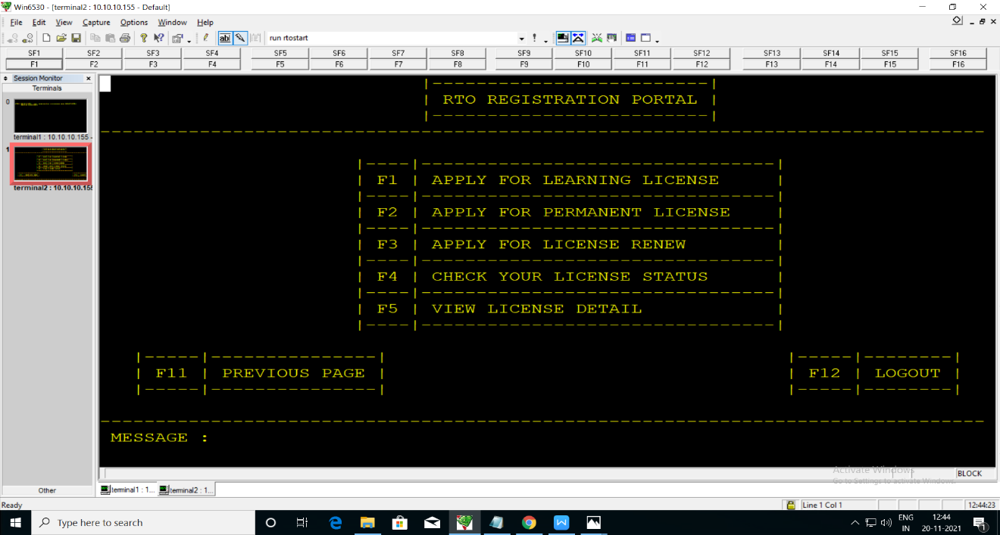 Win6530 - [terminal2 : 10.10.10.155 - Default]
File Edit View Capture Options Window Help
run rtostart
SF1 SF2 SF3 SF4 SF5 SF6 SF7 SF8 SF9 SF10 SF11 SF12 SF13 SF14 SF15 SF16
F1 F2 F3 F4 F5 F6 F7 F8 F9 F10 F11 F12 F13 F14 F15 F16
Session Monitor
Terminals
0
terminal1 : 10.10.10.155 -
1
terminal2 : 10.10.10.155
Other
RTO REGISTRATION PORTAL
F1 | APPLY FOR LEARNING LICENSE
F2 | APPLY FOR PERMANENT LICENSE
F3 | APPLY FOR LICENSE RENEW
F4 | CHECK YOUR LICENSE STATUS
F5 | VIEW LICENSE DETAIL
F11 | PREVIOUS PAGE
F12 | LOGOUT
MESSAGE :
Activate Windows
Go to Settings to activate Windows.
BLOCK
terminal1 : 1... terminal2 : 1...
Ready
Line 1 Col 1
12:44:23
Type here to search
ENG
IN
12:44
20-11-2021
1